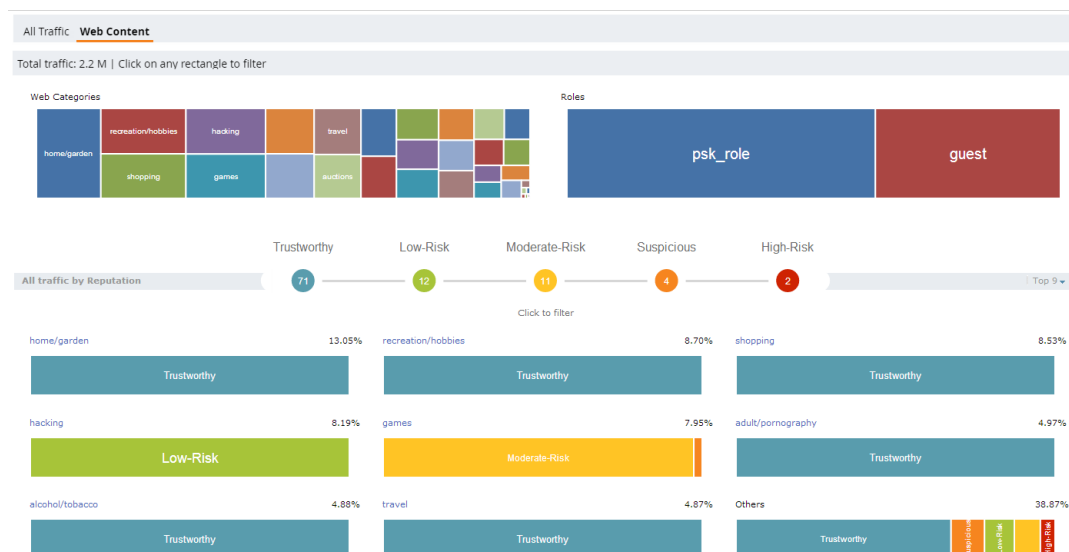 All Traffic Web Content
Total traffic: 2.2 M | Click on any rectangle to filter
Web Categories
Roles
home/garden
recreation/hobbies
hacking
travel
shopping
games
auctions
psk_role
guest
Trustworthy Low-Risk Moderate-Risk Suspicious High-Risk
All traffic by Reputation 71 12 11 4 2 Top 9
Click to filter
home/garden 13.05% recreation/hobbies 8.70% shopping 8.53%
Trustworthy Trustworthy Trustworthy
hacking 8.19% games 7.95% adult/pornography 4.97%
Low-Risk Moderate-Risk Trustworthy
alcohol/tobacco 4.88% travel 4.87% Others 38.87%
Trustworthy Trustworthy Trustworthy